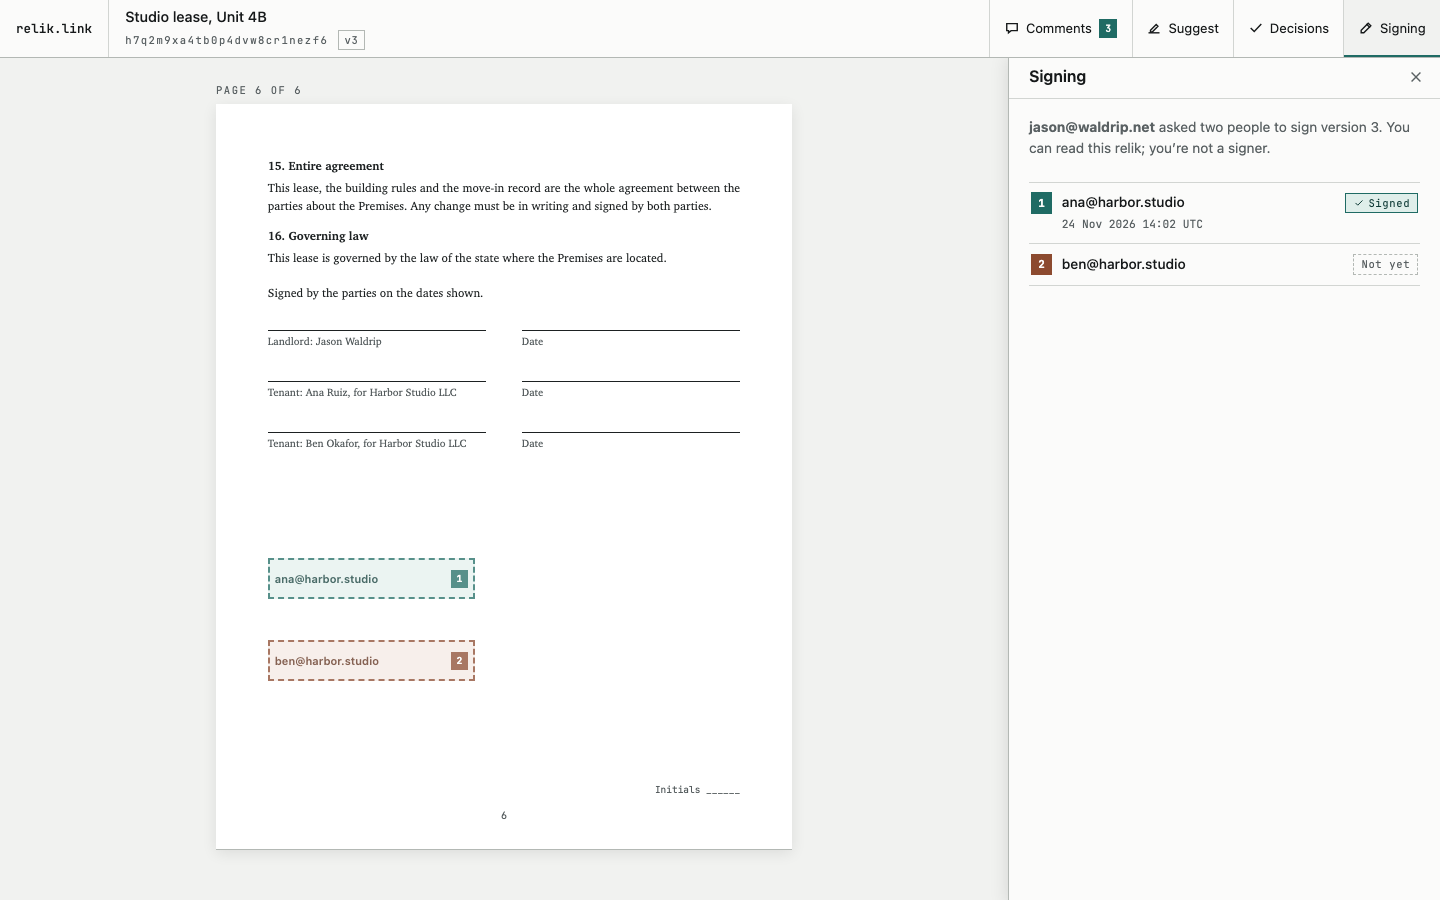 relik.link
Studio lease, Unit 4B
h7q2m9xa4tb0p4dvw8cr1nezf6 v3
Comments 3
Suggest
Decisions
Signing
PAGE 6 OF 6
15. Entire agreement
This lease, the building rules and the move-in record are the whole agreement between the
parties about the Premises. Any change must be in writing and signed by both parties.
16. Governing law
This lease is governed by the law of the state where the Premises are located.
Signed by the parties on the dates shown.
Landlord: Jason Waldrip
Date
Tenant: Ana Ruiz, for Harbor Studio LLC
Date
Tenant: Ben Okafor, for Harbor Studio LLC
Date
ana@harbor.studio 1
ben@harbor.studio 2
Initials ______
6
Signing
jason@waldrip.net asked two people to sign version 3. You
can read this relik; you’re not a signer.
1 ana@harbor.studio Signed
24 Nov 2026 14:02 UTC
2 ben@harbor.studio Not yet